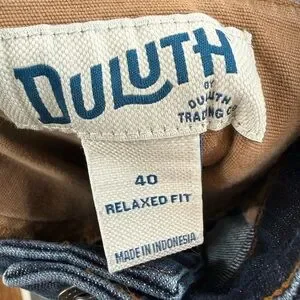 DULUTH
BY
DULUTH
TRADING CO.
40
RELAXED FIT
MADE IN INDONESIA